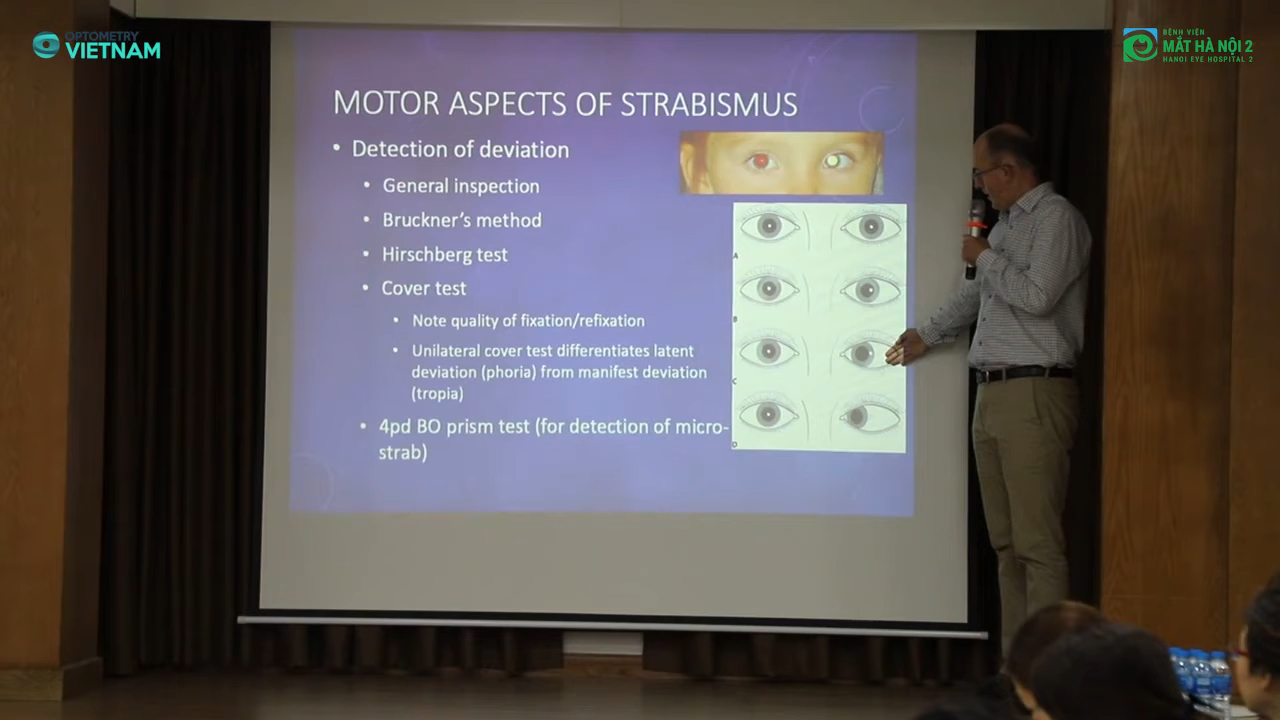 OPTOMETRY
VIETNAM
BỆNH VIỆN
MẮT HÀ NỘI 2
HANOI EYE HOSPITAL 2
MOTOR ASPECTS OF STRABISMUS
• Detection of deviation
• General inspection
• Bruckner's method
• Hirschberg test
• Cover test
• Note quality of fixation/refixation
• Unilateral cover test differentiates latent
deviation (phoria) from manifest deviation
(tropia)
• 4pd BO prism test (for detection of micro-
strab)
A
B
C
D